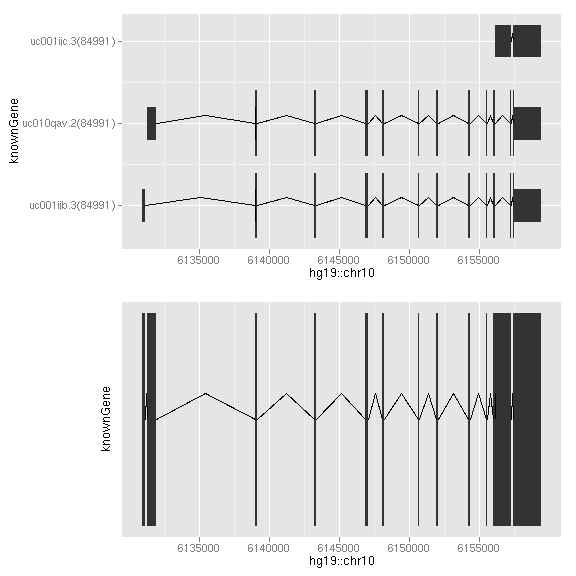 knownGene
uc001ijc.3(84991)
uc010qav.2(84991)
uc001ijb.3(84991)
6135000 6140000 6145000 6150000 6155000
hg19::chr10
knownGene
6135000 6140000 6145000 6150000 6155000
hg19::chr10